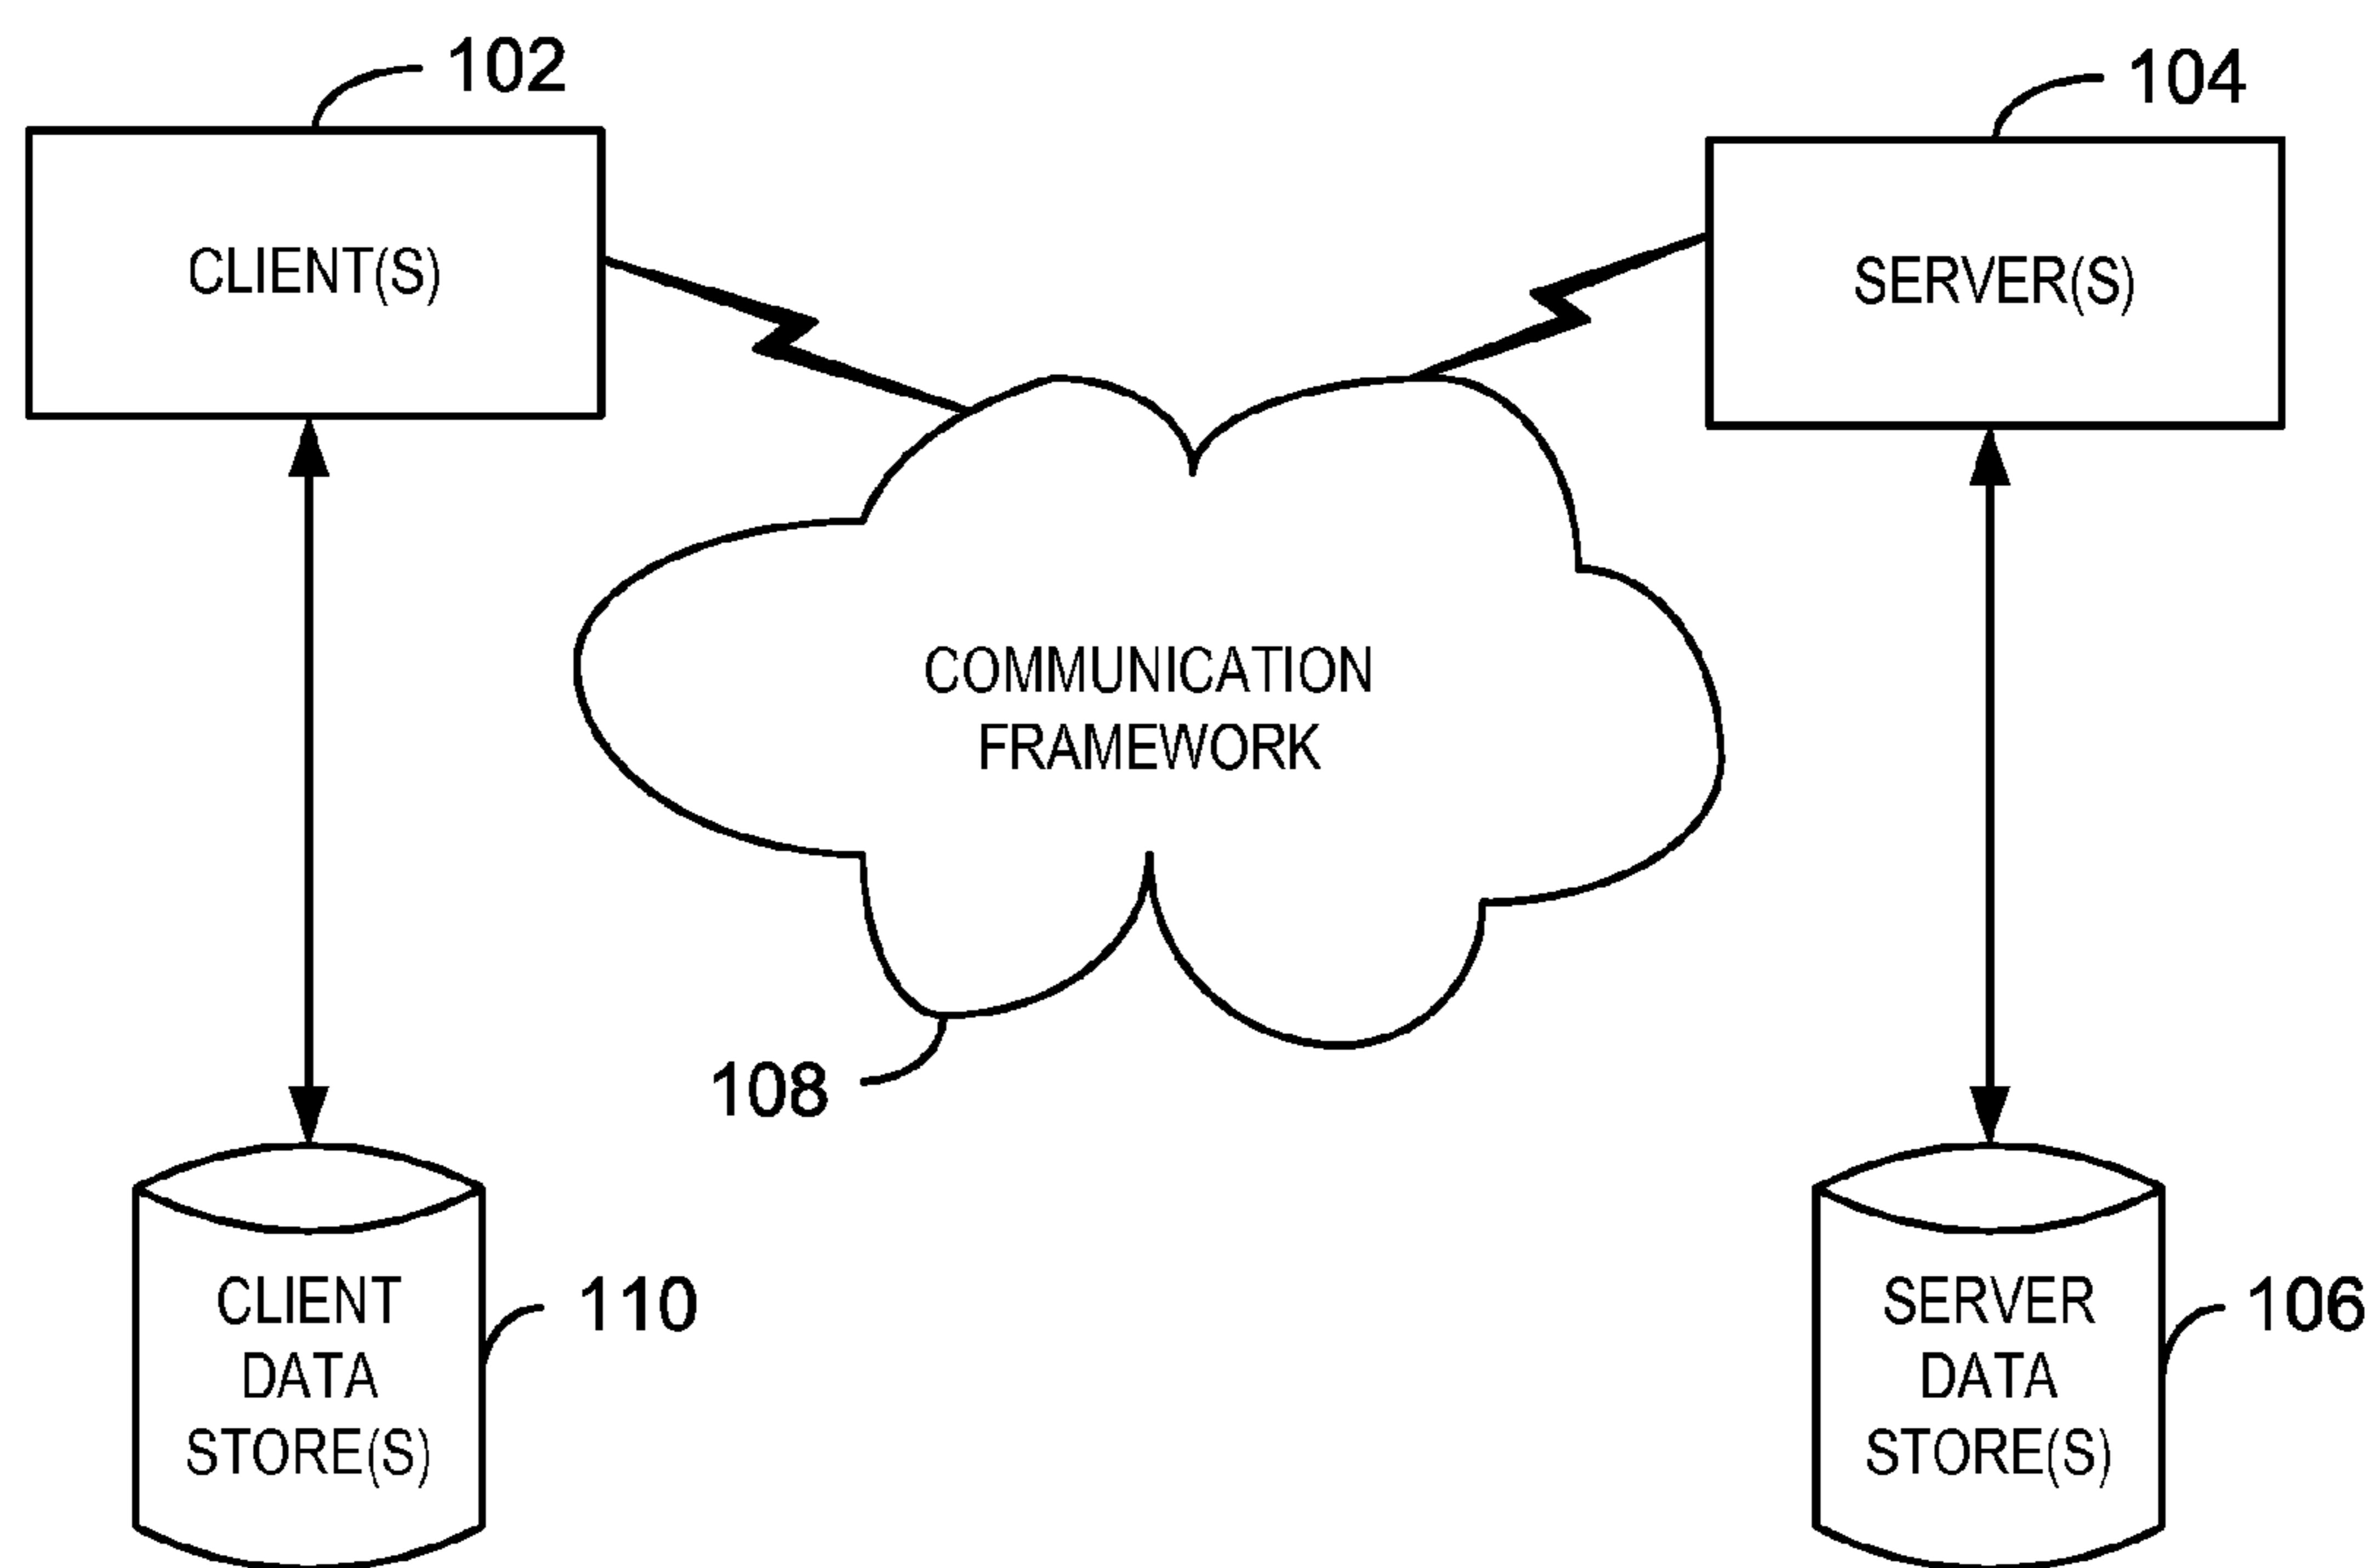 102
104
CLIENT(S)
SERVER(S)
COMMUNICATION
FRAMEWORK
108
CLIENT
DATA
STORE(S)
110
SERVER
DATA
STORE(S)
106